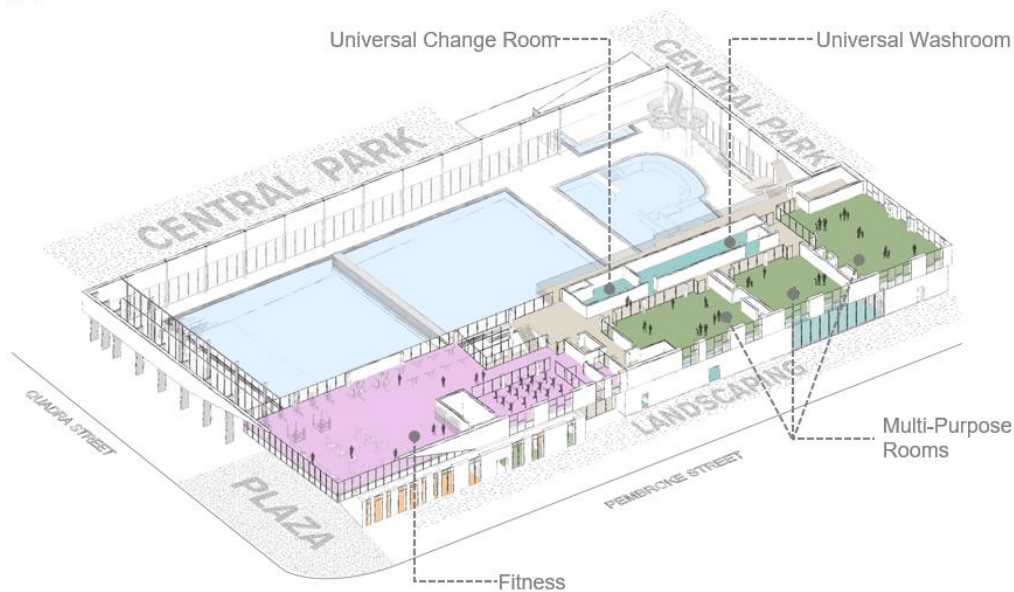 Universal Change Room
Universal Washroom
CENTRAL PARK
CENTRAL PARK
QUADRA STREET
PLAZA
LANDSCAPING
PEMBROKE STREET
Multi-Purpose
Rooms
Fitness